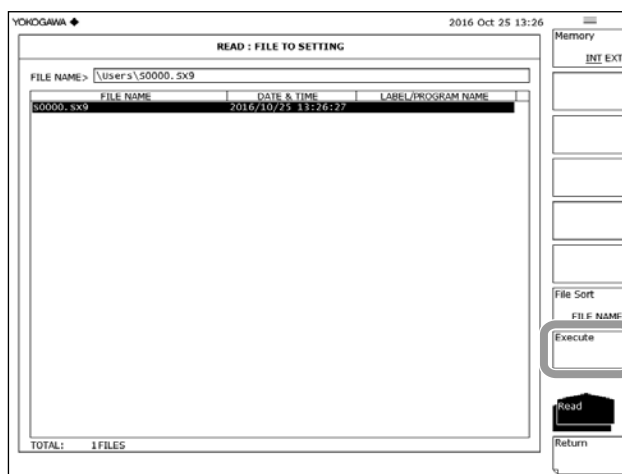 YOKOGAWA ◆ 2016 Oct 25 13:26
READ : FILE TO SETTING
FILE NAME> \Users\S0000.SX9
FILE NAME DATE & TIME LABEL/PROGRAM NAME
S0000.SX9 2016/10/25 13:26:27
TOTAL: 1FILES
Memory
INT EXT
File Sort
FILE NAME
Execute
Read
Return